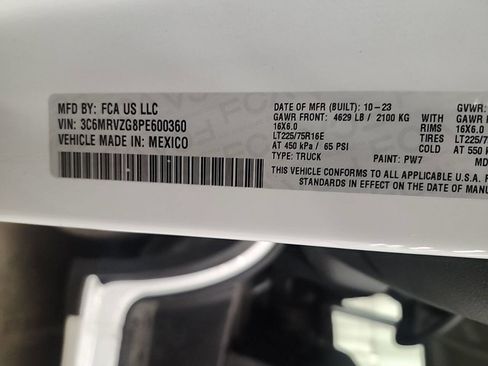 MFD BY: FCA US LLC
VIN: 3C6MRVZG8PE600360
VEHICLE MADE IN: MEXICO
DATE OF MFR (BUILT): 10-23
GAWR FRONT: 4629 LB / 2100 KG WITH
16X6.0 RIMS
LT225/75R16E TIRES
AT 450 kPa / 65 PSI COLD
TYPE: TRUCK PAINT: PW7
THIS VEHICLE CONFORMS TO ALL APPLICABLE U.S.A.
STANDARDS IN EFFECT ON THE DATE OF MANU
GVWR:
GAWR
16X6.0
LT225/7
AT 550
MD